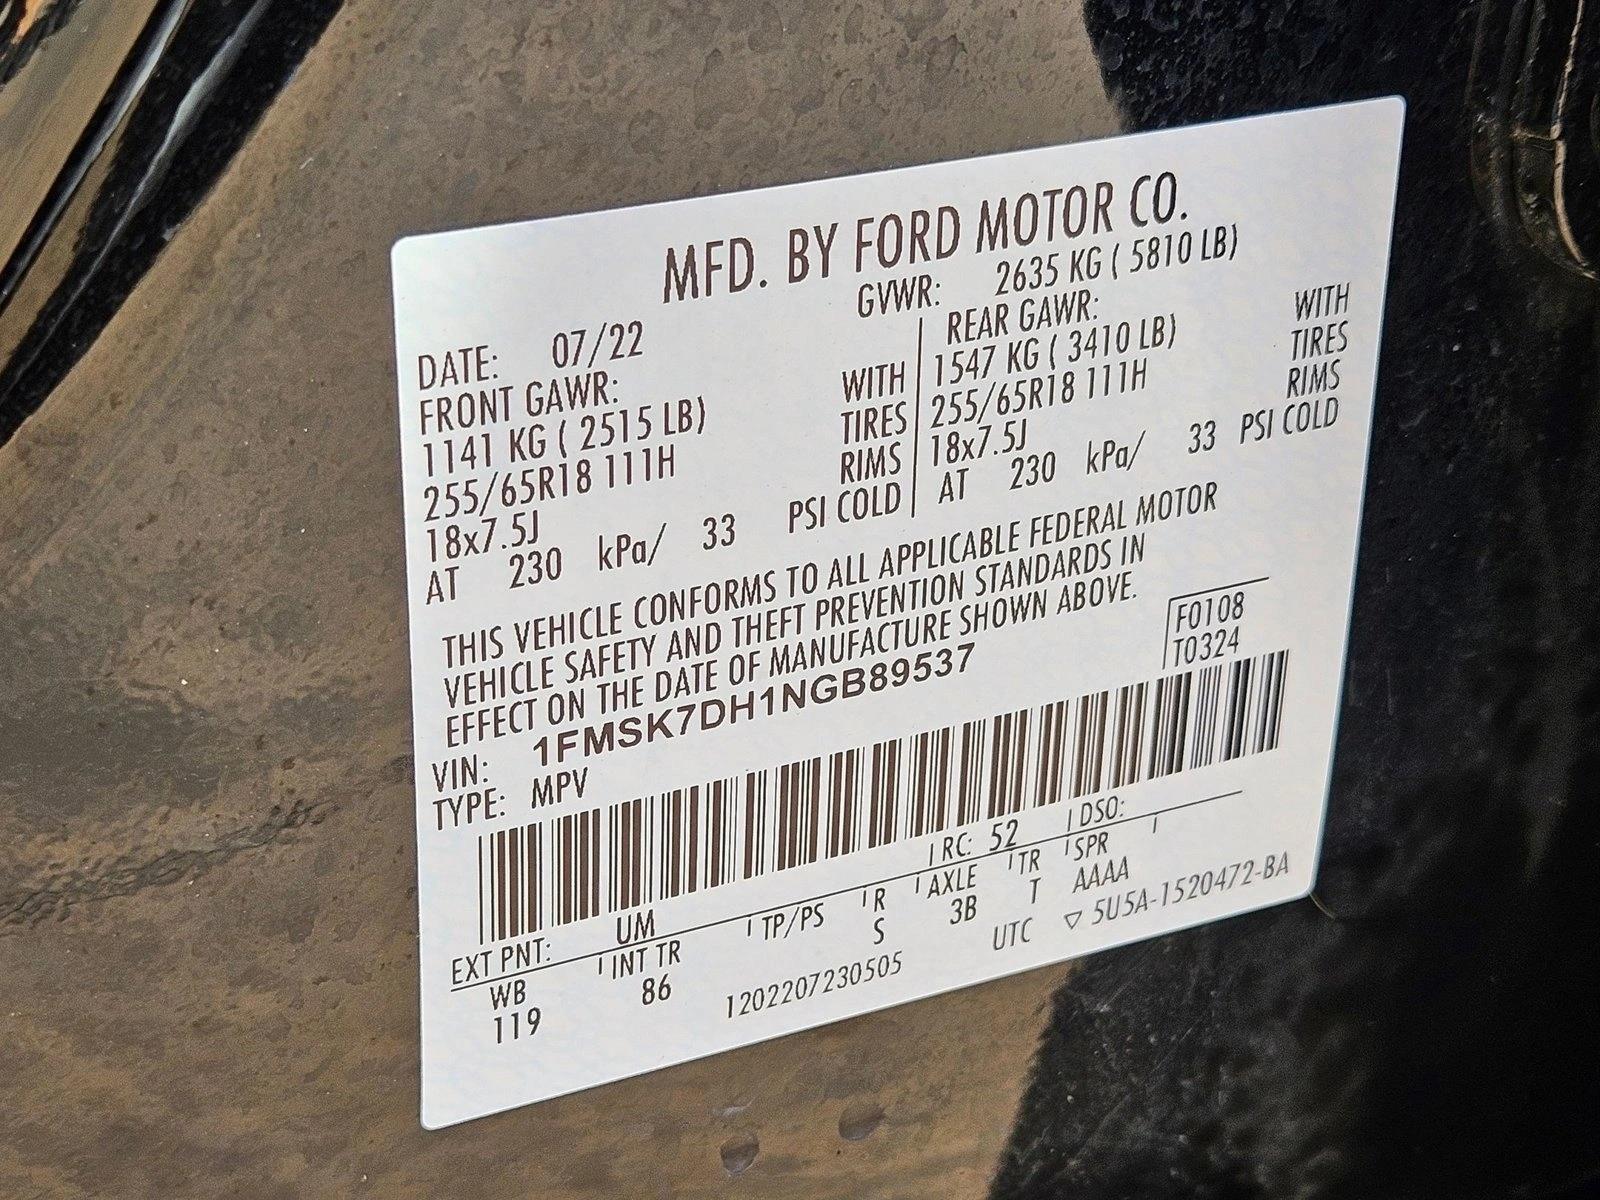 MFD. BY FORD MOTOR CO.
DATE: 07/22 GVWR: 2635 KG ( 5810 LB)
FRONT GAWR: REAR GAWR:
1141 KG ( 2515 LB) WITH 1547 KG ( 3410 LB) WITH
255/65R18 111H TIRES 255/65R18 111H TIRES
18x7.5J RIMS 18x7.5J RIMS
AT 230 kPa/ 33 PSI COLD AT 230 kPa/ 33 PSI COLD
THIS VEHICLE CONFORMS TO ALL APPLICABLE FEDERAL MOTOR
VEHICLE SAFETY AND THEFT PREVENTION STANDARDS IN
EFFECT ON THE DATE OF MANUFACTURE SHOWN ABOVE.
F0108
T0324
VIN: 1FMSK7DH1NGB89537
TYPE: MPV
EXT PNT: UM RC: 52 DSO:
WB INT TR TP/PS R AXLE TR SPR
119 86 S 3B T AAAA
1202207230505 UTC ▽ 5U5A-1520472-BA